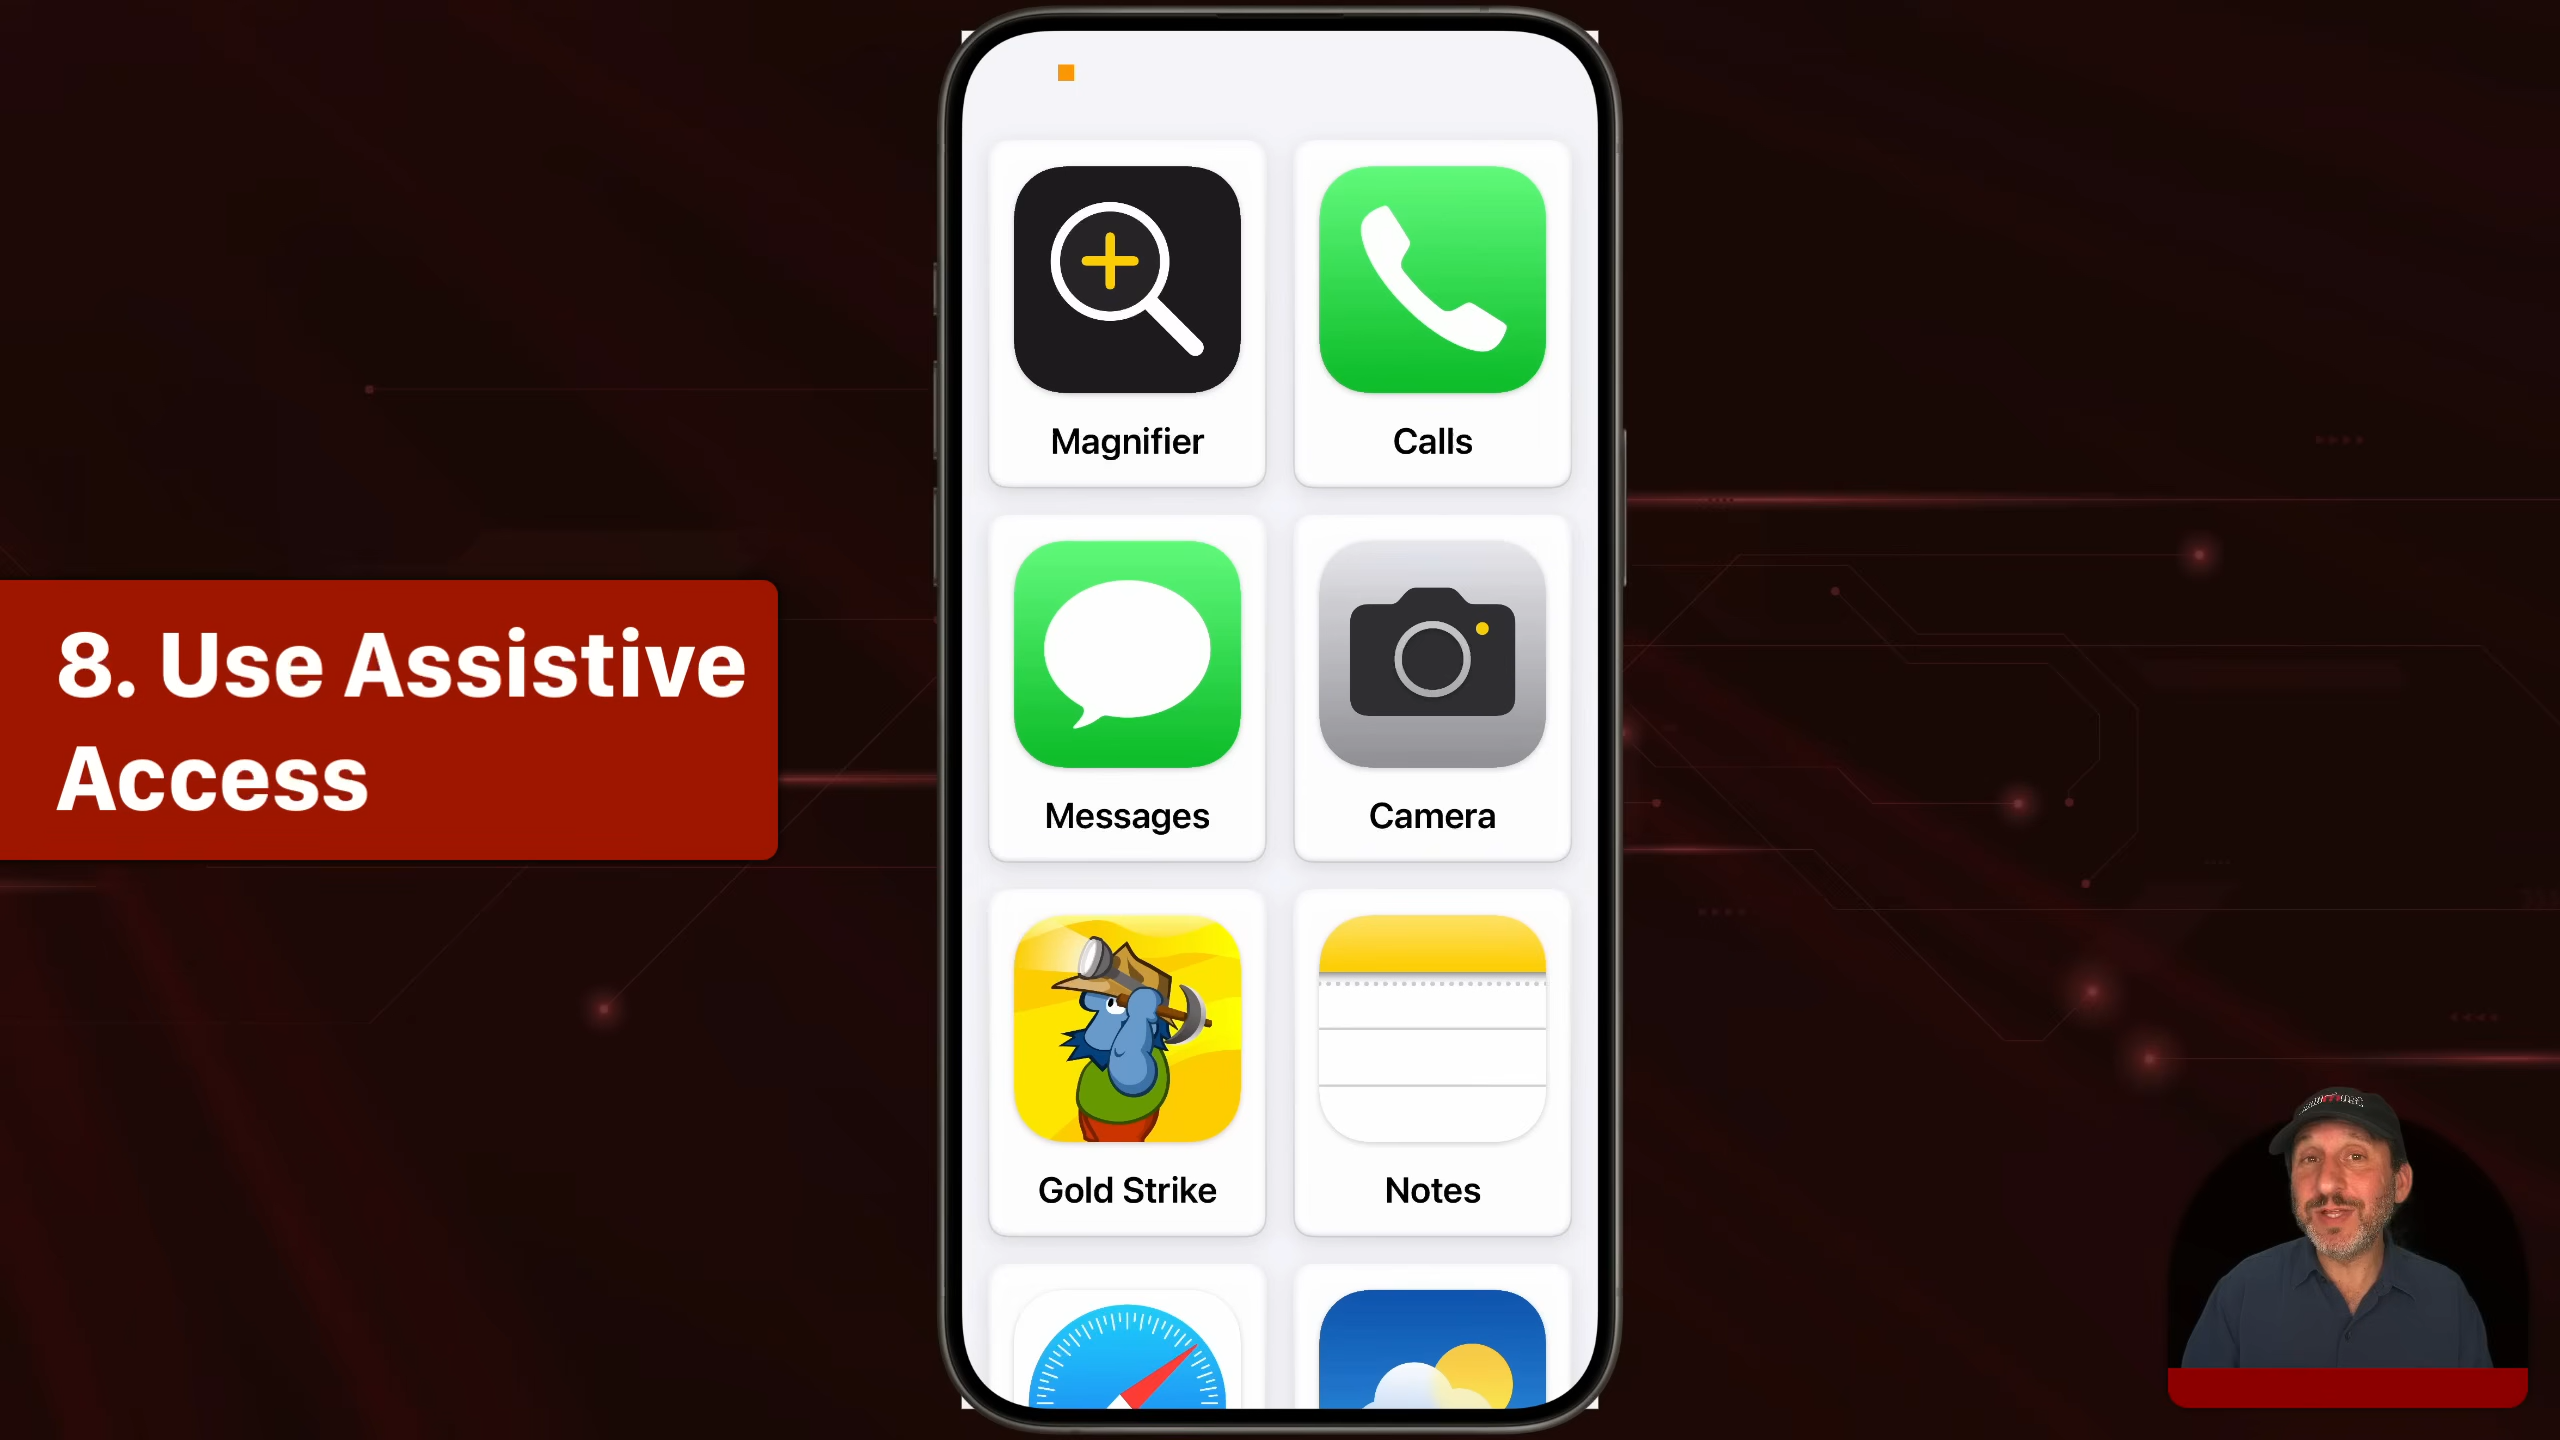 8. Use Assistive
Access
Magnifier
Calls
Messages
Camera
Gold Strike
Notes